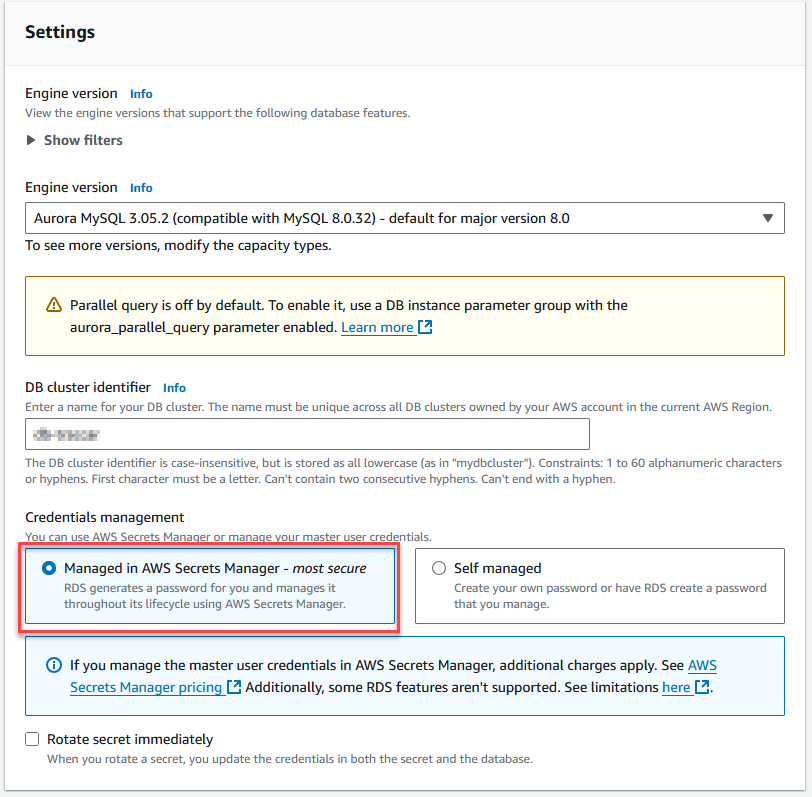 Settings
Engine version Info
View the engine versions that support the following database features.
Show filters
Engine version Info
Aurora MySQL 3.05.2 (compatible with MySQL 8.0.32) - default for major version 8.0
To see more versions, modify the capacity types.
Parallel query is off by default. To enable it, use a DB instance parameter group with the
aurora_parallel_query parameter enabled. Learn more
DB cluster identifier Info
Enter a name for your DB cluster. The name must be unique across all DB clusters owned by your AWS account in the current AWS Region.
The DB cluster identifier is case-insensitive, but is stored as all lowercase (as in "mydbcluster"). Constraints: 1 to 60 alphanumeric characters
or hyphens. First character must be a letter. Can't contain two consecutive hyphens. Can't end with a hyphen.
Credentials management
You can use AWS Secrets Manager or manage your master user credentials.
Managed in AWS Secrets Manager - most secure
RDS generates a password for you and manages it
throughout its lifecycle using AWS Secrets Manager.
Self managed
Create your own password or have RDS create a password
that you manage.
If you manage the master user credentials in AWS Secrets Manager, additional charges apply. See AWS
Secrets Manager pricing Additionally, some RDS features aren't supported. See limitations here .
Rotate secret immediately
When you rotate a secret, you update the credentials in both the secret and the database.